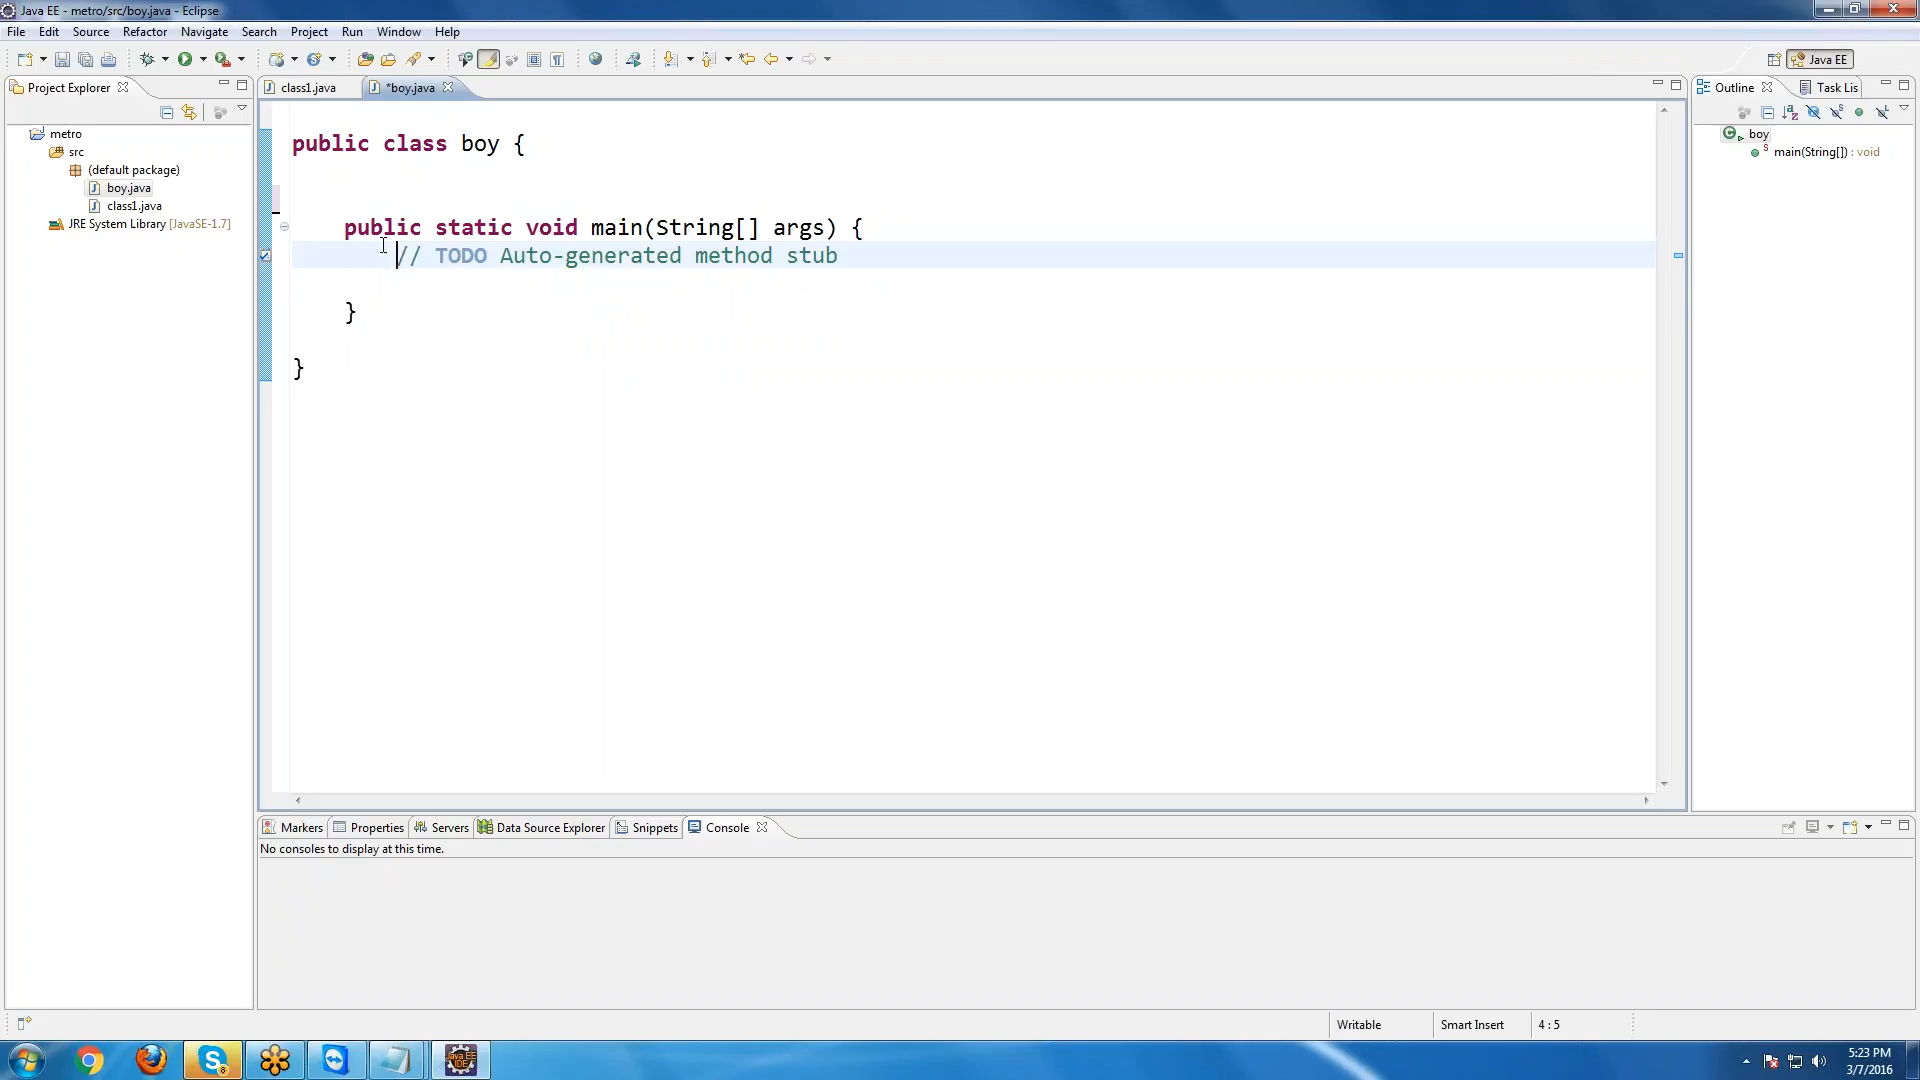 Java EE - metro/src/boy.java - Eclipse
File Edit Source Refactor Navigate Search Project Run Window Help
Java EE
Project Explorer
class1.java
*boy.java
Outline
Task Lis
metro
src
(default package)
boy.java
class1.java
JRE System Library [JavaSE-1.7]
public class boy {
public static void main(String[] args) {
// TODO Auto-generated method stub
}
}
boy
main(String[]) : void
Markers Properties Servers Data Source Explorer Snippets Console
No consoles to display at this time.
Writable Smart Insert 4 : 5
5:23 PM
3/7/2016